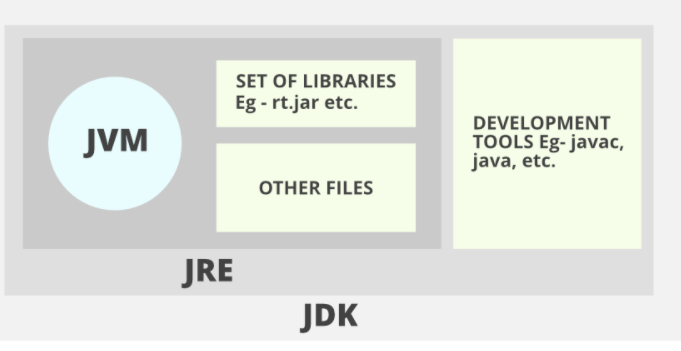 JVM
SET OF LIBRARIES
Eg - rt.jar etc.
OTHER FILES
DEVELOPMENT
TOOLS Eg- javac,
java, etc.
JRE
JDK